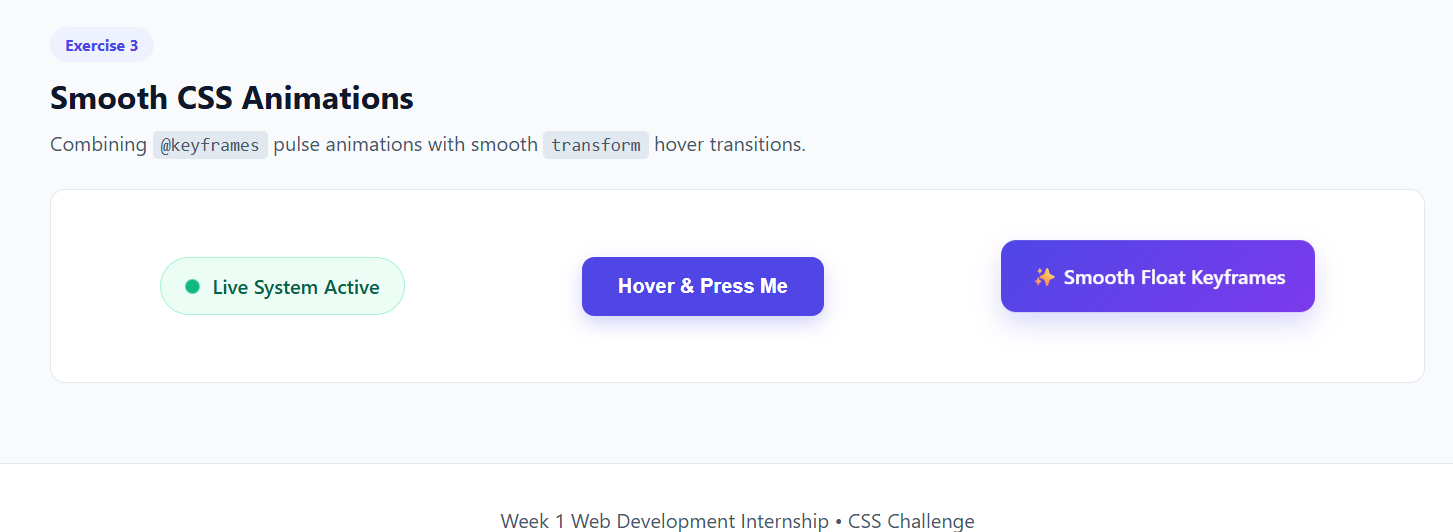 Exercise 3
Smooth CSS Animations
Combining @keyframes pulse animations with smooth transform hover transitions.
Live System Active
Hover & Press Me
✨ Smooth Float Keyframes
Week 1 Web Development Internship • CSS Challenge